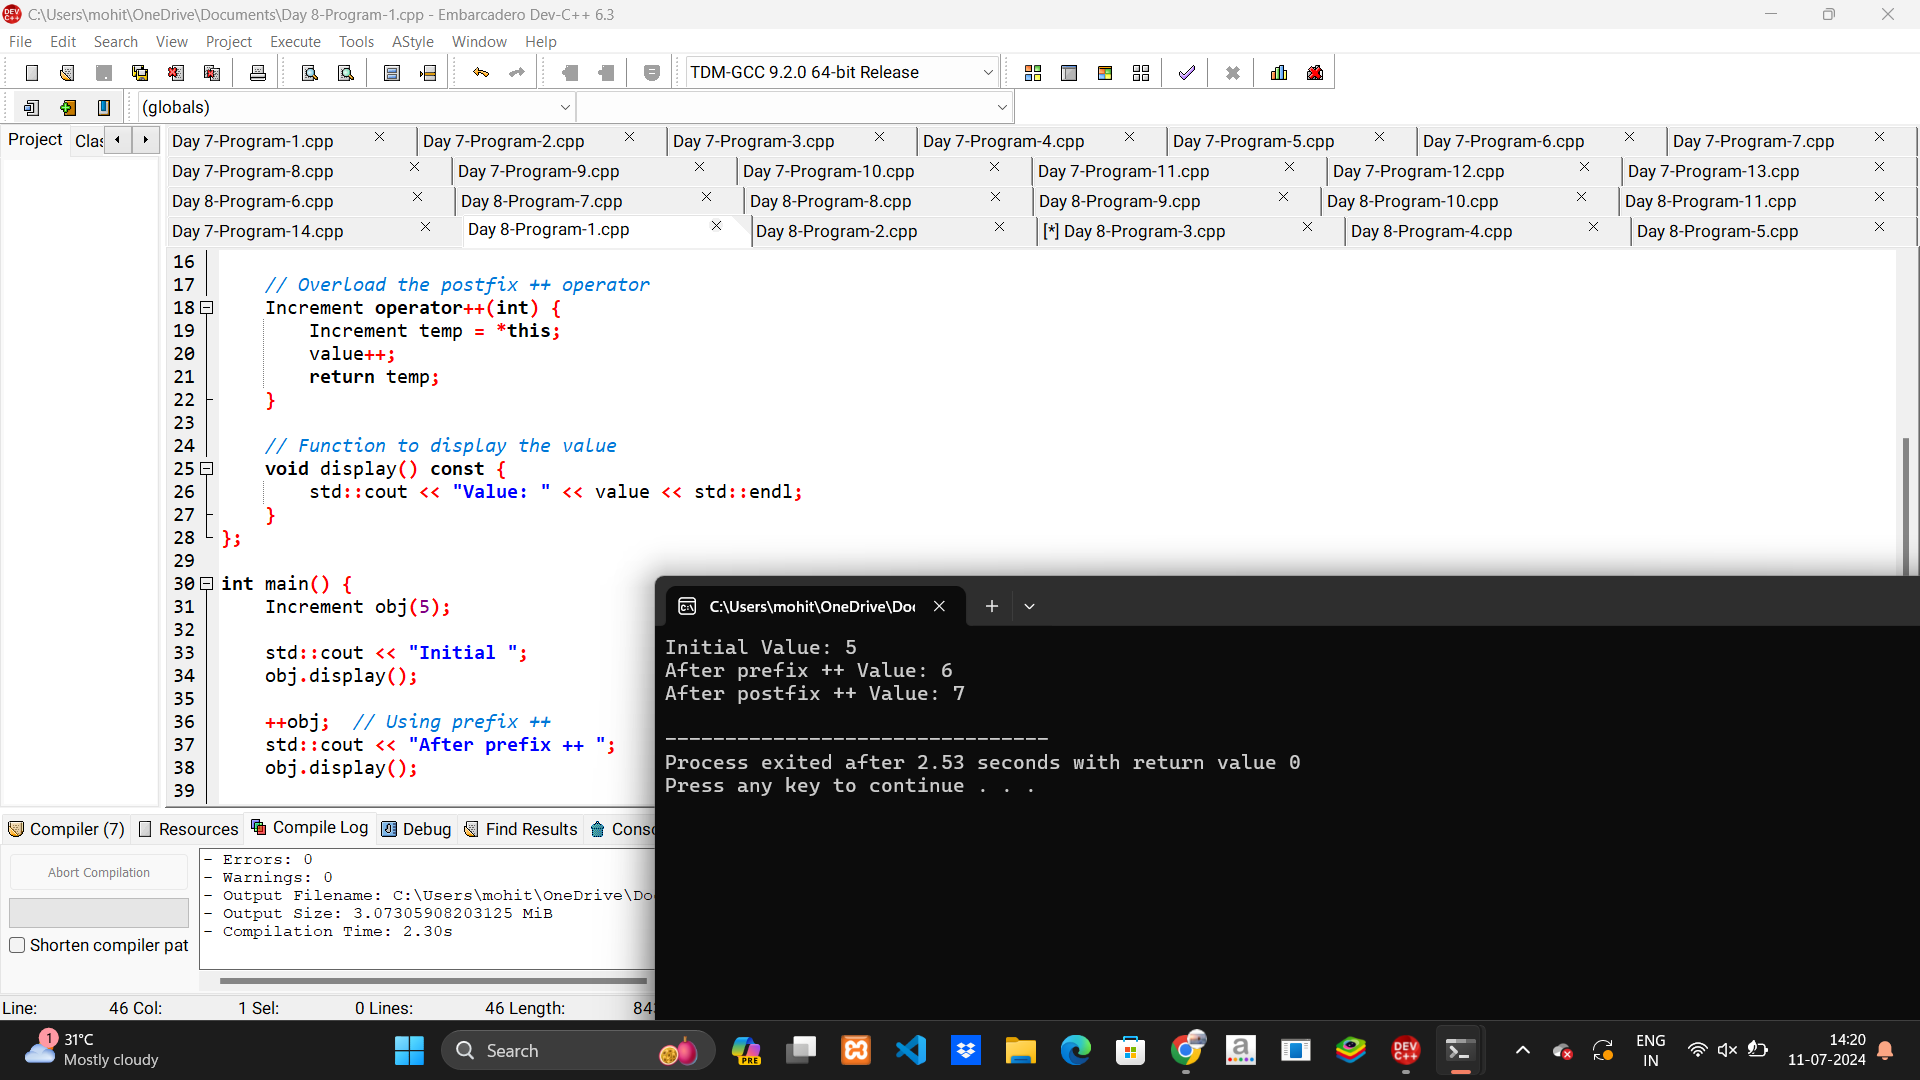 C:\Users\mohit\OneDrive\Documents\Day 8-Program-1.cpp - Embarcadero Dev-C++ 6.3
File Edit Search View Project Execute Tools AStyle Window Help
TDM-GCC 9.2.0 64-bit Release
(globals)
Project Clas
Day 7-Program-1.cpp Day 7-Program-2.cpp Day 7-Program-3.cpp Day 7-Program-4.cpp Day 7-Program-5.cpp Day 7-Program-6.cpp Day 7-Program-7.cpp
Day 7-Program-8.cpp Day 7-Program-9.cpp Day 7-Program-10.cpp Day 7-Program-11.cpp Day 7-Program-12.cpp Day 7-Program-13.cpp
Day 8-Program-6.cpp Day 8-Program-7.cpp Day 8-Program-8.cpp Day 8-Program-9.cpp Day 8-Program-10.cpp Day 8-Program-11.cpp
Day 7-Program-14.cpp Day 8-Program-1.cpp Day 8-Program-2.cpp [*] Day 8-Program-3.cpp Day 8-Program-4.cpp Day 8-Program-5.cpp
16
17 // Overload the postfix ++ operator
18 Increment operator++(int) {
19 Increment temp = *this;
20 value++;
21 return temp;
22 }
23
24 // Function to display the value
25 void display() const {
26 std::cout << "Value: " << value << std::endl;
27 }
28 };
29
30 int main() {
31 Increment obj(5);
32
33 std::cout << "Initial ";
34 obj.display();
35
36 ++obj; // Using prefix ++
37 std::cout << "After prefix ++ ";
38 obj.display();
39
C:\Users\mohit\OneDrive\Doc
Initial Value: 5
After prefix ++ Value: 6
After postfix ++ Value: 7
--------------------------------
Process exited after 2.53 seconds with return value 0
Press any key to continue . . .
Compiler (7) Resources Compile Log Debug Find Results Conso
Abort Compilation
Shorten compiler pat
- Errors: 0
- Warnings: 0
- Output Filename: C:\Users\mohit\OneDrive\Do
- Output Size: 3.07305908203125 MiB
- Compilation Time: 2.30s
Line: 46 Col: 1 Sel: 0 Lines: 46 Length: 84
1
31°C
Mostly cloudy
Search
PRE
DEV C++
ENG
IN
14:20
11-07-2024